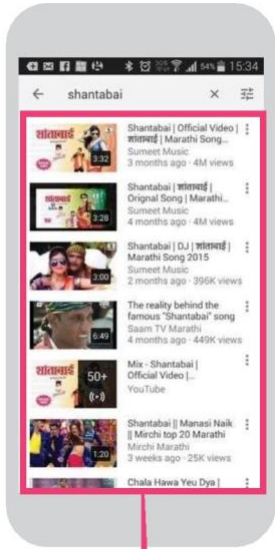 54% 15:34
shantabai
Shantabai | Official Video |
शांताबाई | Marathi Song...
Sumeet Music
3 months ago · 4M views
शांताबाई
3:32
Shantabai | शांताबाई |
Orignal Song | Marathi...
Sumeet Music
4 months ago · 4M views
3:28
Shantabai | DJ | शांताबाई |
Marathi Song 2015
Sumeet Music
2 months ago · 396K views
3:00
The reality behind the
famous "Shantabai" song
Saam TV Marathi
4 months ago · 449K views
6:49
Mix - Shantabai |
Official Video |...
YouTube
शांताबाई
50+
Shantabai || Manasi Naik
|| Mirchi top 20 Marathi
Mirchi Marathi
3 weeks ago · 25K views
1:20
Chala Hawa Yeu Dya |